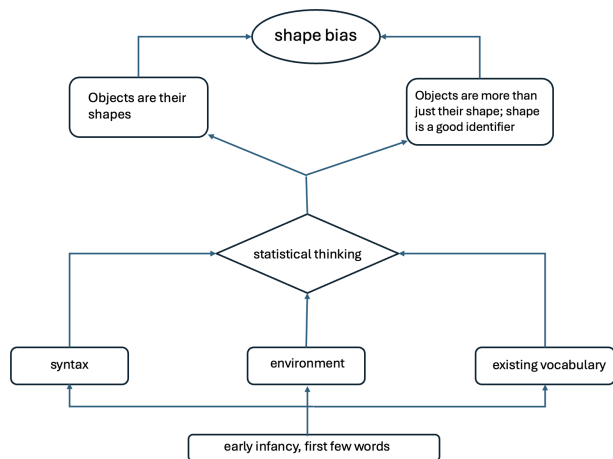 shape bias
Objects are their
shapes
Objects are more than
just their shape; shape
is a good identifier
statistical thinking
syntax
environment
existing vocabulary
early infancy, first few words